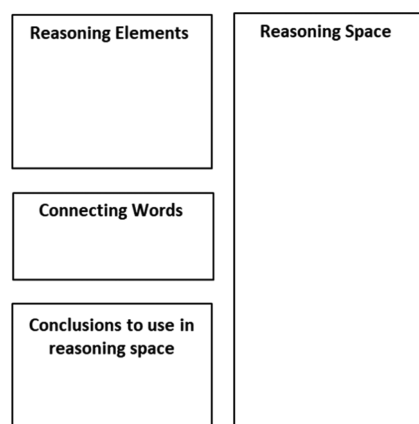 Reasoning Elements
Connecting Words
Conclusions to use in
reasoning space
Reasoning Space